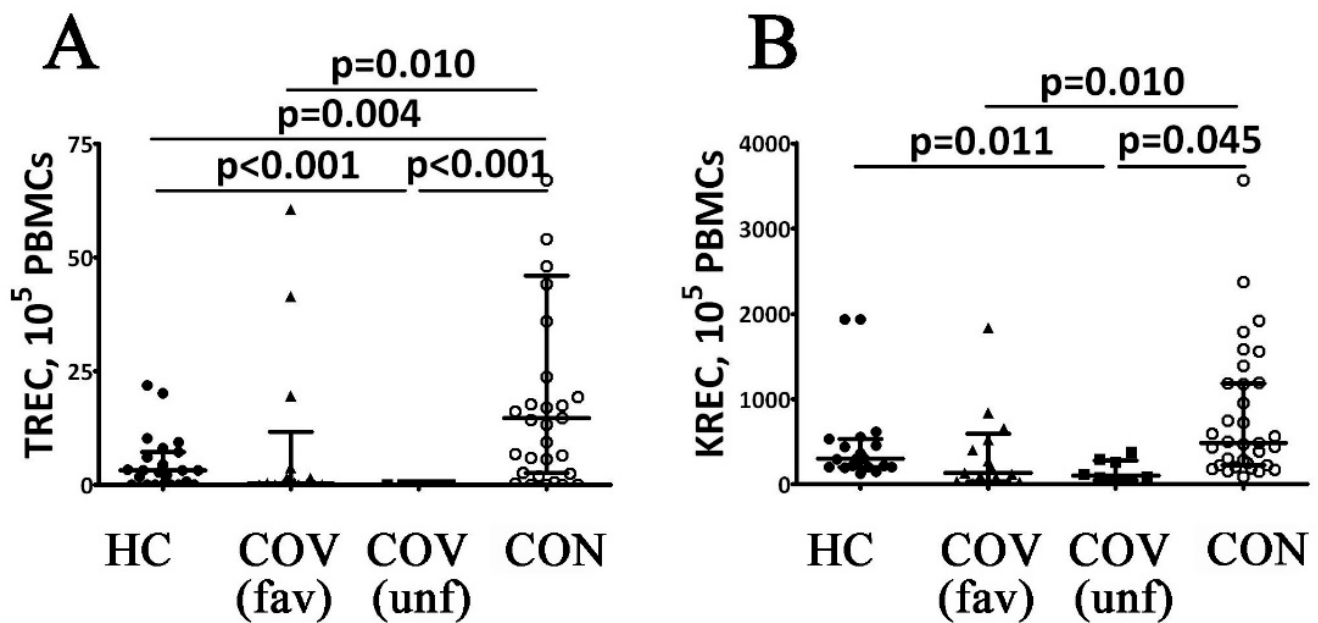 A
p=0.010
p=0.004
p<0.001 p<0.001
TREC, 10⁵ PBMCs
75
50
25
0
HC COV (fav) COV (unf) CON
B
p=0.010
p=0.011 p=0.045
KREC, 10⁵ PBMCs
4000
3000
2000
1000
0
HC COV (fav) COV (unf) CON